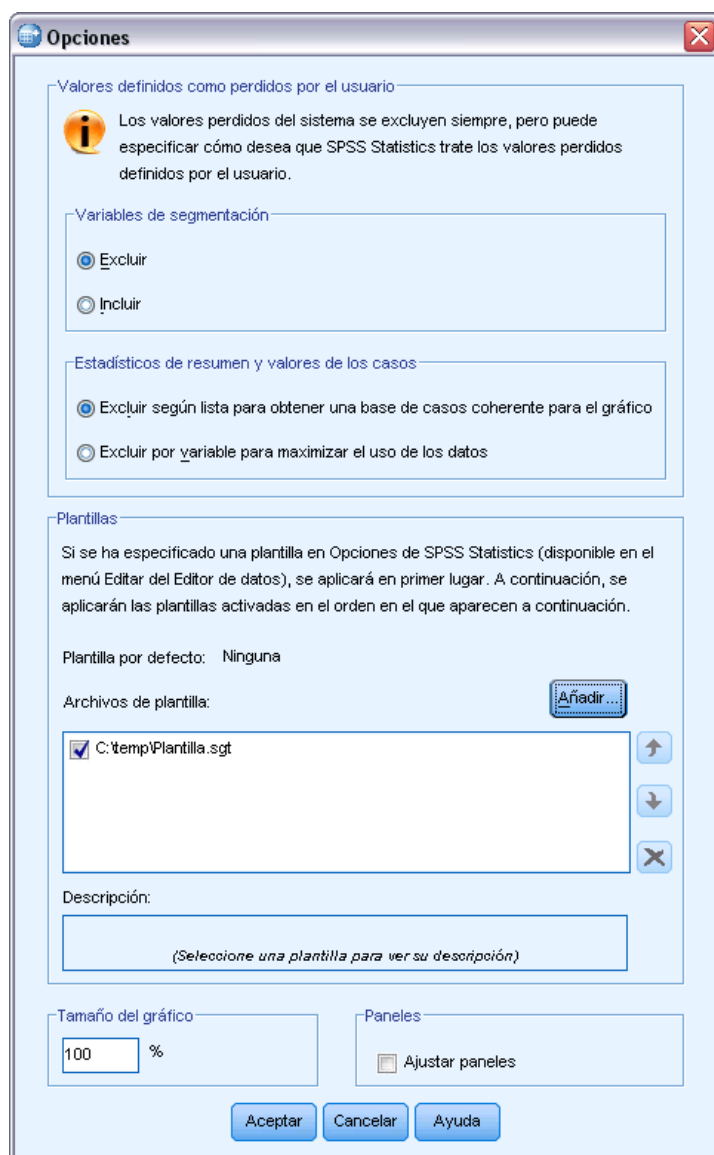 Opciones
Valores definidos como perdidos por el usuario
Los valores perdidos del sistema se excluyen siempre, pero puede
especificar cómo desea que SPSS Statistics trate los valores perdidos
definidos por el usuario.
Variables de segmentación
Excluir
Incluir
Estadísticos de resumen y valores de los casos
Excluir según lista para obtener una base de casos coherente para el gráfico
Excluir por variable para maximizar el uso de los datos
Plantillas
Si se ha especificado una plantilla en Opciones de SPSS Statistics (disponible en el
menú Editar del Editor de datos), se aplicará en primer lugar. A continuación, se
aplicarán las plantillas activadas en el orden en el que aparecen a continuación.
Plantilla por defecto: Ninguna
Archivos de plantilla:
Añadir...
C:\temp\Plantilla.sgt
Descripción:
(Seleccione una plantilla para ver su descripción)
Tamaño del gráfico
100 %
Paneles
Ajustar paneles
Aceptar Cancelar Ayuda